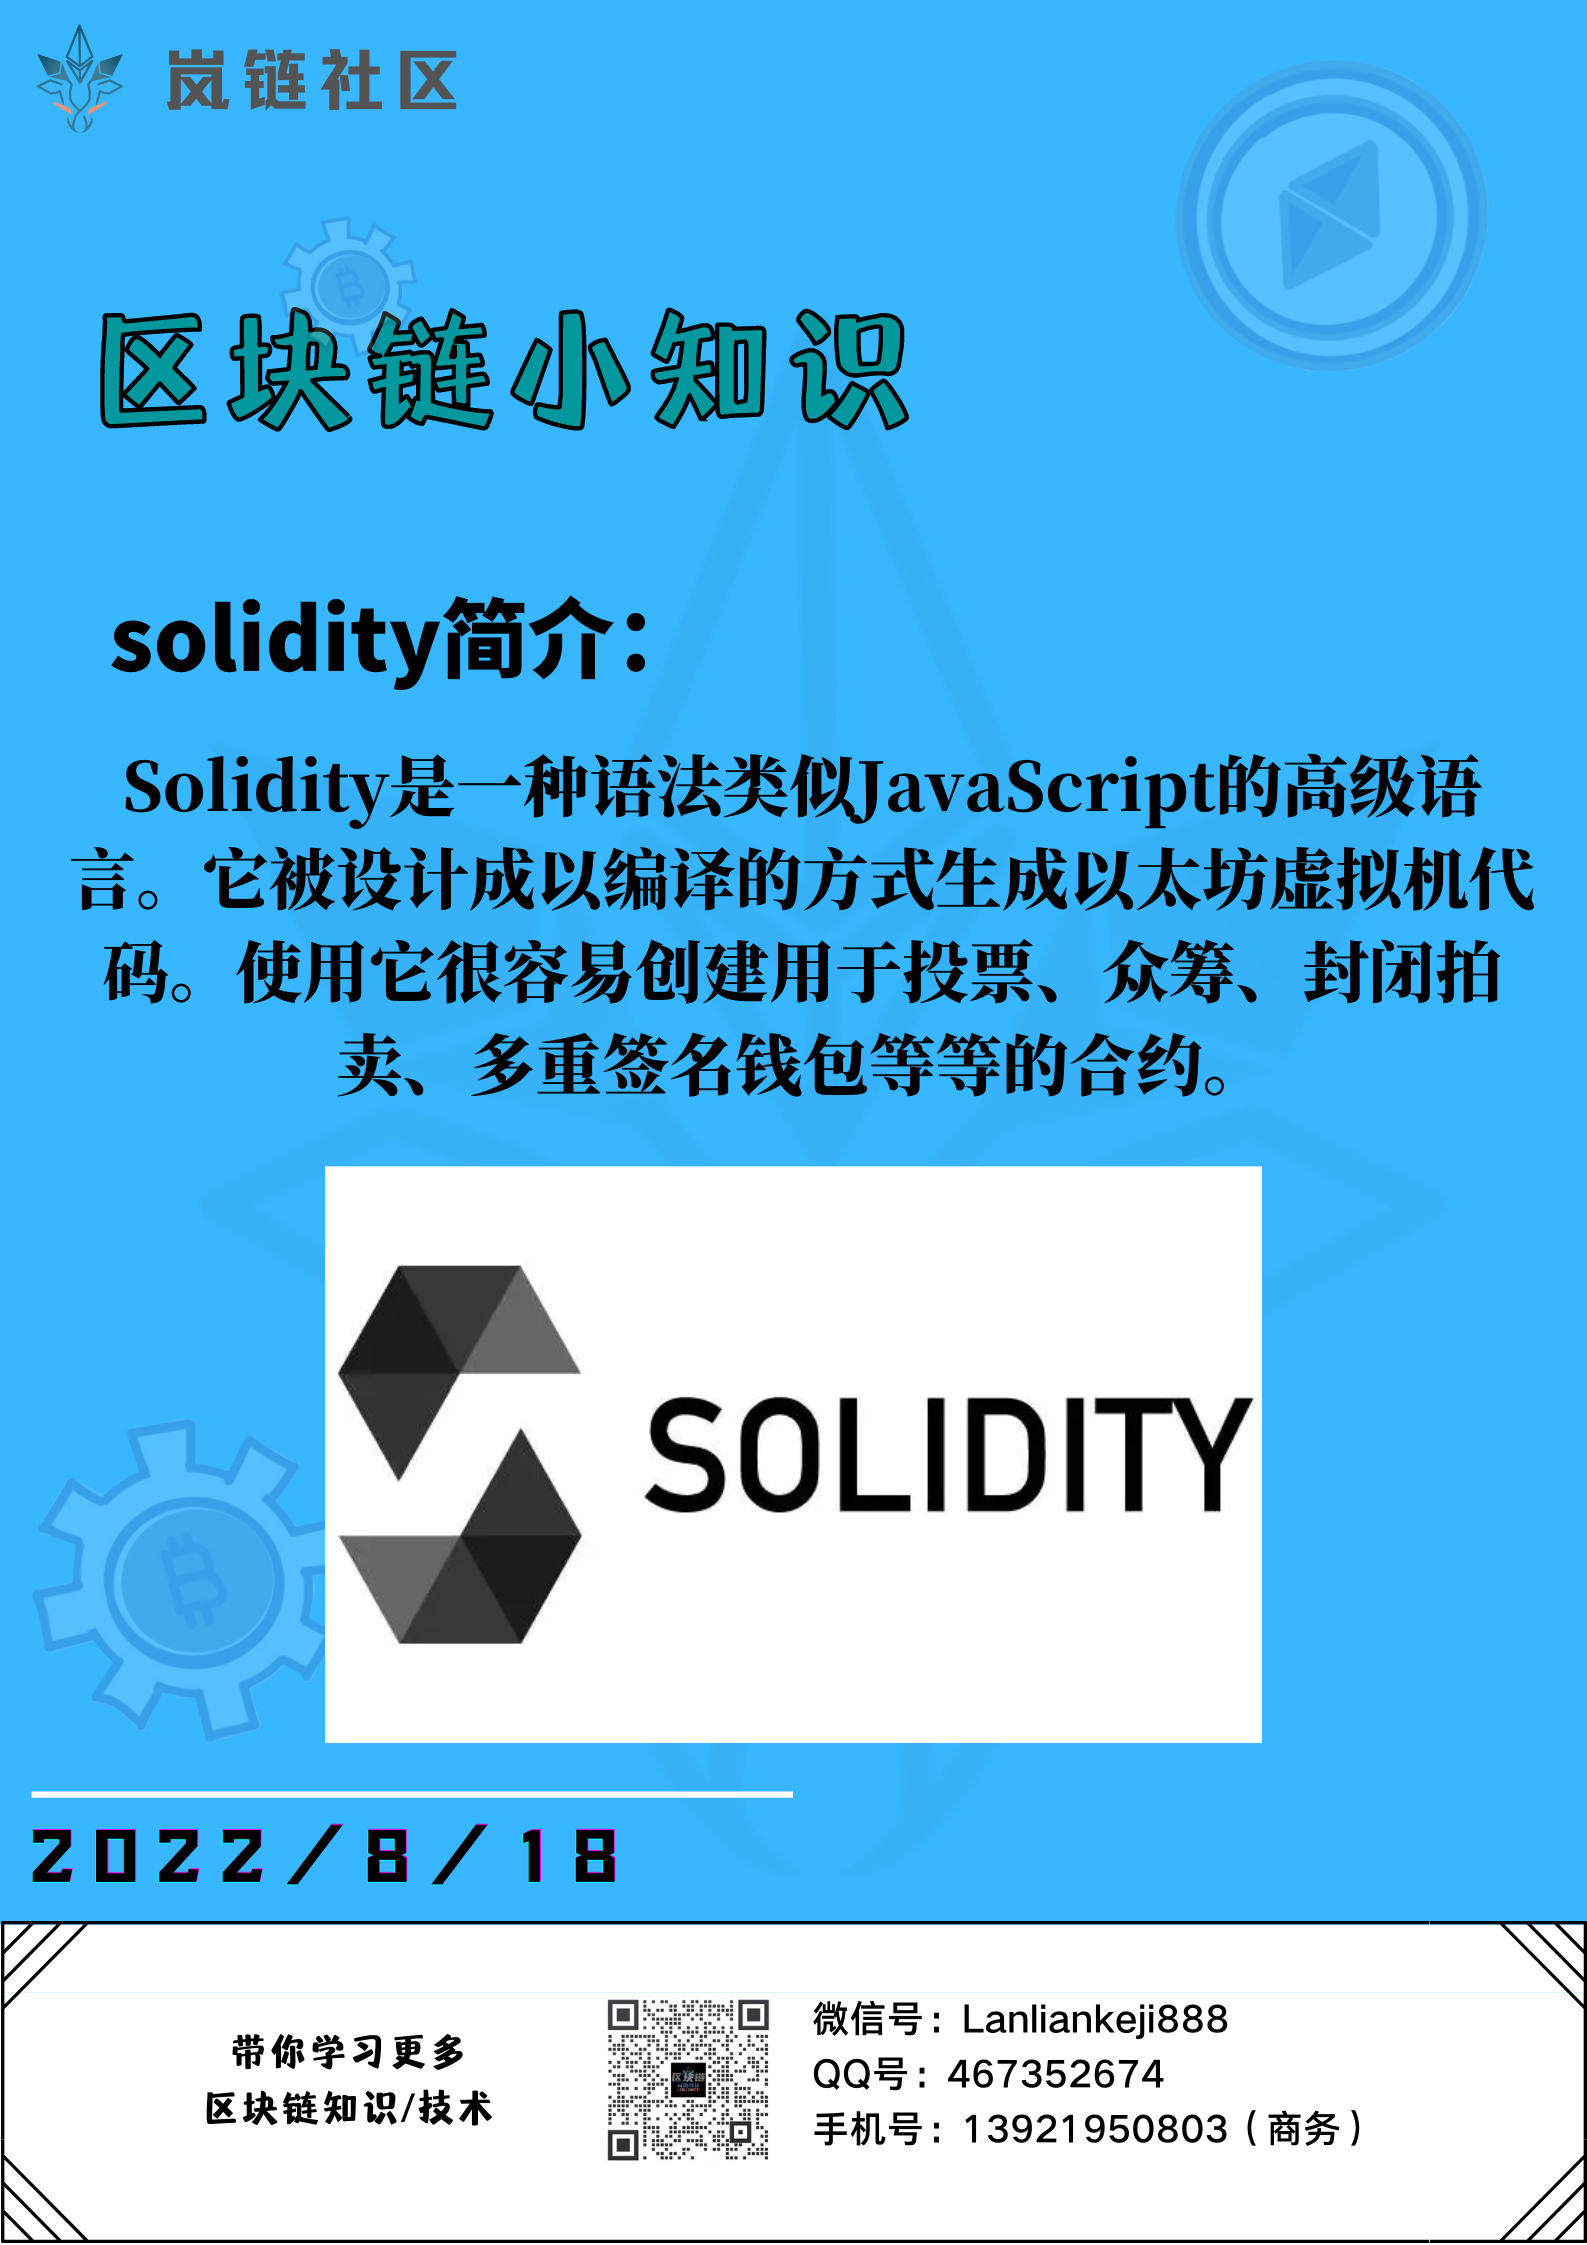 岚链社区
区块链小知识
solidity简介：
Solidity是一种语法类似JavaScript的高级语
言。它被设计成以编译的方式生成以太坊虚拟机代
码。使用它很容易创建用于投票、众筹、封闭拍
卖、多重签名钱包等等的合约。
SOLIDITY
2022/8/18
带你学习更多
区块链知识/技术
区块链
微信号：Lanliankeji888
QQ号：467352674
手机号：13921950803（商务）